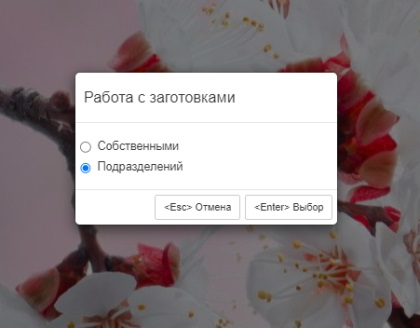 Работа с заготовками
Собственными
Подразделений
<Esc> Отмена <Enter> Выбор